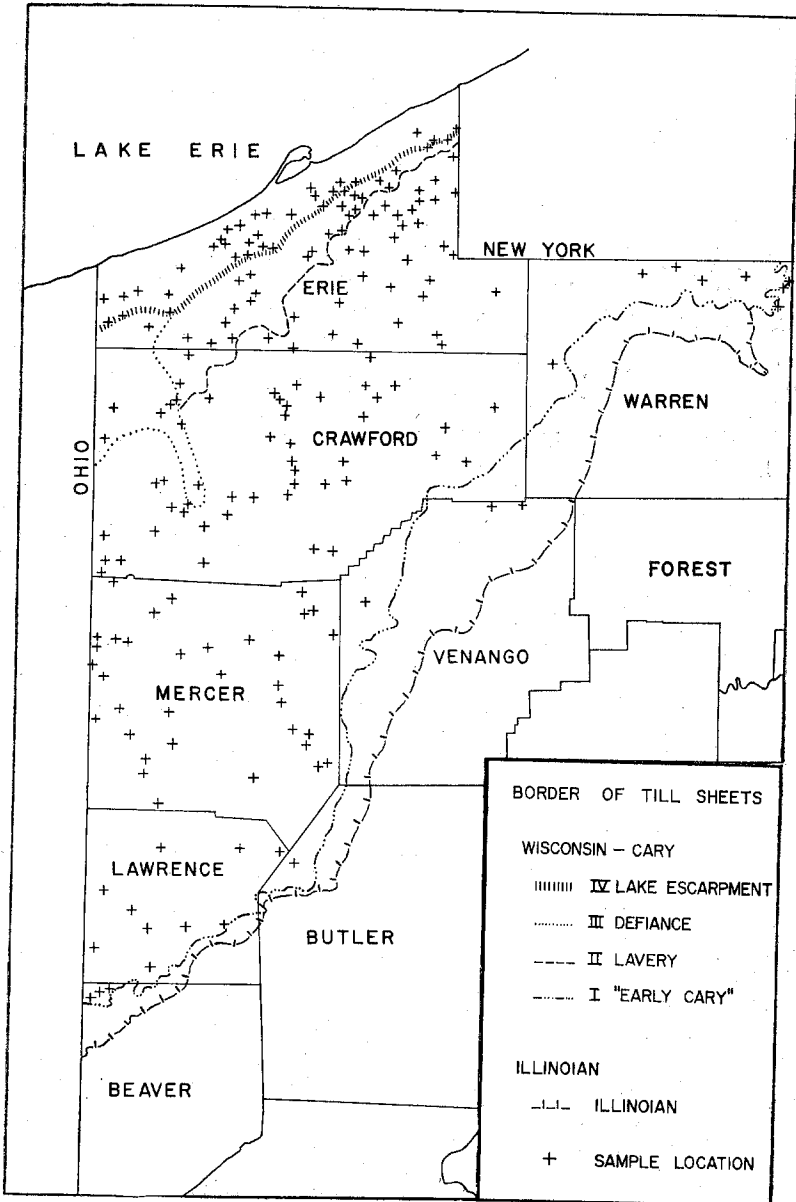 LAKE ERIE
NEW YORK
ERIE
WARREN
CRAWFORD
OHIO
FOREST
VENANGO
MERCER
LAWRENCE
BUTLER
BEAVER
BORDER OF TILL SHEETS
WISCONSIN – CARY
IV LAKE ESCARPMENT
III DEFIANCE
II LAVERY
I "EARLY CARY"
ILLINOIAN
ILLINOIAN
+ SAMPLE LOCATION